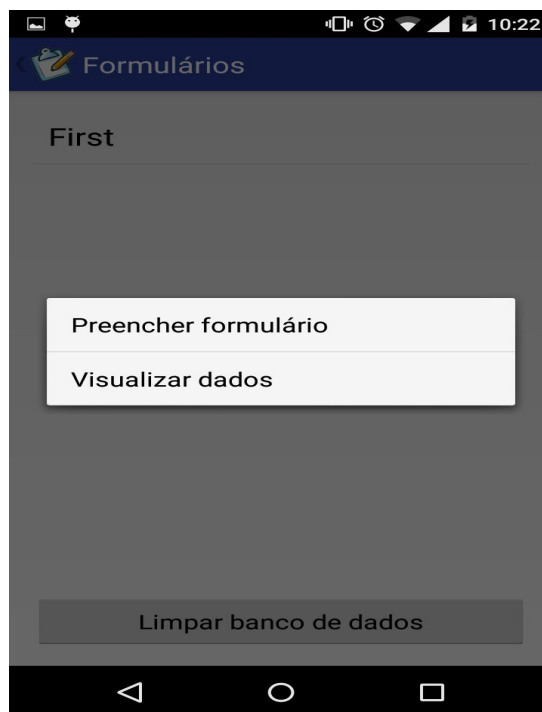 10:22
Formulários
First
Preencher formulário
Visualizar dados
Limpar banco de dados